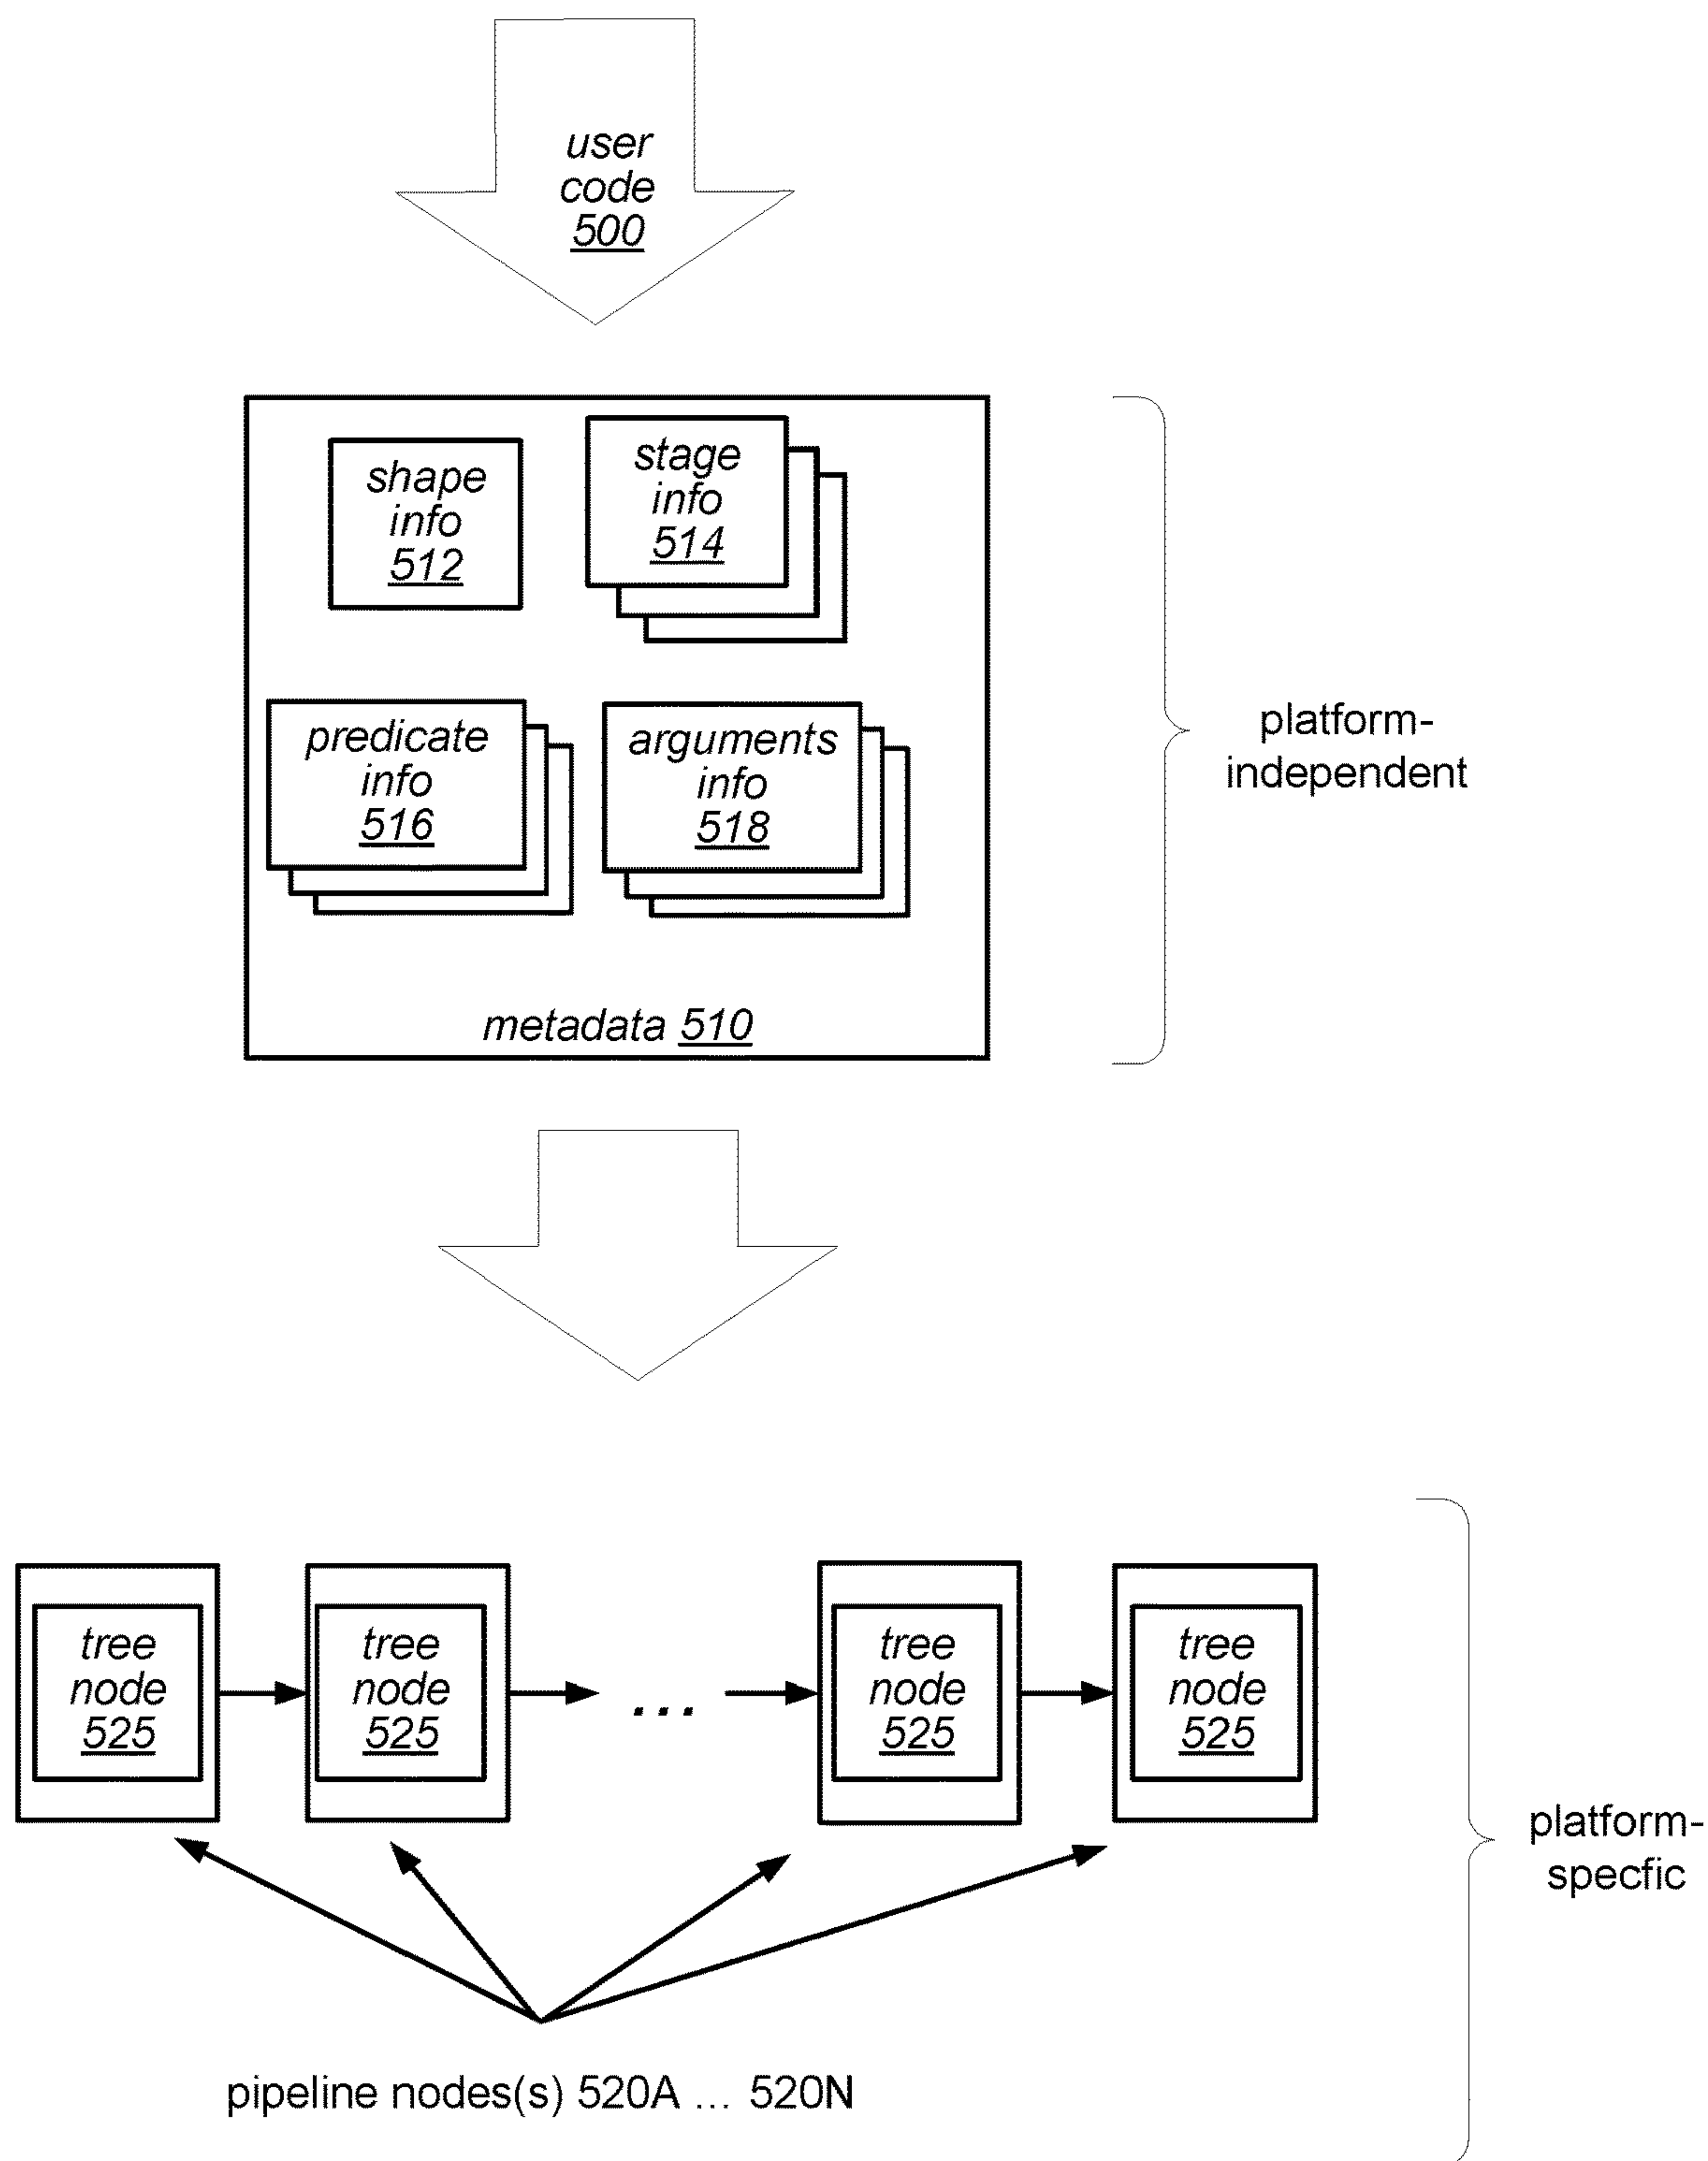 user
code
500
shape
info
512
stage
info
514
predicate
info
516
arguments
info
518
metadata 510
platform-
independent
tree
node
525
tree
node
525
...
tree
node
525
tree
node
525
platform-
specfic
pipeline nodes(s) 520A ... 520N